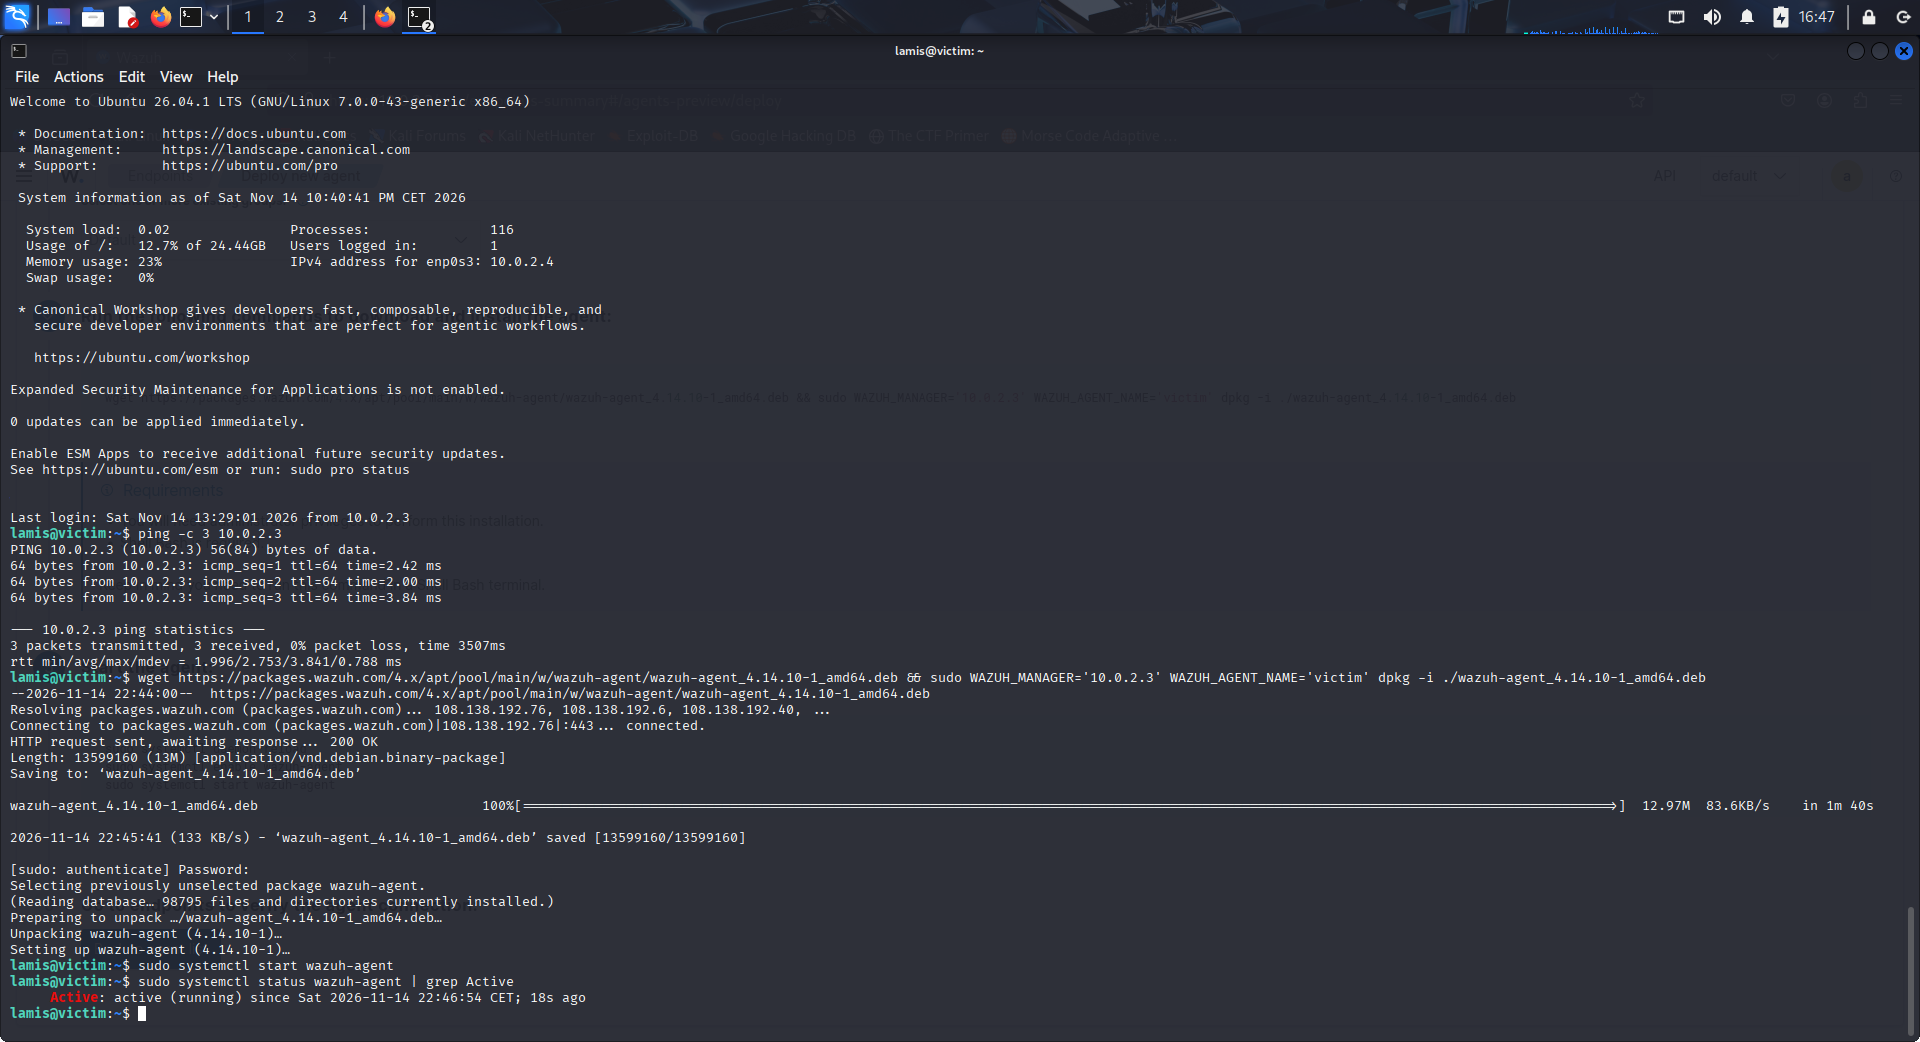 1 2 3 4 2 16:47
lamis@victim: ~
File Actions Edit View Help
Welcome to Ubuntu 26.04.1 LTS (GNU/Linux 7.0.0-43-generic x86_64)
* Documentation: https://docs.ubuntu.com
* Management: https://landscape.canonical.com
* Support: https://ubuntu.com/pro
System information as of Sat Nov 14 10:40:41 PM CET 2026
System load: 0.02 Processes: 116
Usage of /: 12.7% of 24.44GB Users logged in: 1
Memory usage: 23% IPv4 address for enp0s3: 10.0.2.4
Swap usage: 0%
* Canonical Workshop gives developers fast, composable, reproducible, and
secure developer environments that are perfect for agentic workflows.
https://ubuntu.com/workshop
Expanded Security Maintenance for Applications is not enabled.
0 updates can be applied immediately.
Enable ESM Apps to receive additional future security updates.
See https://ubuntu.com/esm or run: sudo pro status
Last login: Sat Nov 14 13:29:01 2026 from 10.0.2.3
lamis@victim:~$ ping -c 3 10.0.2.3
PING 10.0.2.3 (10.0.2.3) 56(84) bytes of data.
64 bytes from 10.0.2.3: icmp_seq=1 ttl=64 time=2.42 ms
64 bytes from 10.0.2.3: icmp_seq=2 ttl=64 time=2.00 ms
64 bytes from 10.0.2.3: icmp_seq=3 ttl=64 time=3.84 ms
--- 10.0.2.3 ping statistics ---
3 packets transmitted, 3 received, 0% packet loss, time 3507ms
rtt min/avg/max/mdev = 1.996/2.753/3.841/0.788 ms
lamis@victim:~$ wget https://packages.wazuh.com/4.x/apt/pool/main/w/wazuh-agent/wazuh-agent_4.14.10-1_amd64.deb && sudo WAZUH_MANAGER='10.0.2.3' WAZUH_AGENT_NAME='victim' dpkg -i ./wazuh-agent_4.14.10-1_amd64.deb
--2026-11-14 22:44:00-- https://packages.wazuh.com/4.x/apt/pool/main/w/wazuh-agent/wazuh-agent_4.14.10-1_amd64.deb
Resolving packages.wazuh.com (packages.wazuh.com)... 108.138.192.76, 108.138.192.6, 108.138.192.40, ...
Connecting to packages.wazuh.com (packages.wazuh.com)|108.138.192.76|:443... connected.
HTTP request sent, awaiting response... 200 OK
Length: 13599160 (13M) [application/vnd.debian.binary-package]
Saving to: ‘wazuh-agent_4.14.10-1_amd64.deb’
wazuh-agent_4.14.10-1_amd64.deb 100%[===================>] 12.97M 83.6KB/s in 1m 40s
2026-11-14 22:45:41 (133 KB/s) - ‘wazuh-agent_4.14.10-1_amd64.deb’ saved [13599160/13599160]
[sudo: authenticate] Password:
Selecting previously unselected package wazuh-agent.
(Reading database… 98795 files and directories currently installed.)
Preparing to unpack …/wazuh-agent_4.14.10-1_amd64.deb…
Unpacking wazuh-agent (4.14.10-1)…
Setting up wazuh-agent (4.14.10-1)…
lamis@victim:~$ sudo systemctl start wazuh-agent
lamis@victim:~$ sudo systemctl status wazuh-agent | grep Active
Active: active (running) since Sat 2026-11-14 22:46:54 CET; 18s ago
lamis@victim:~$